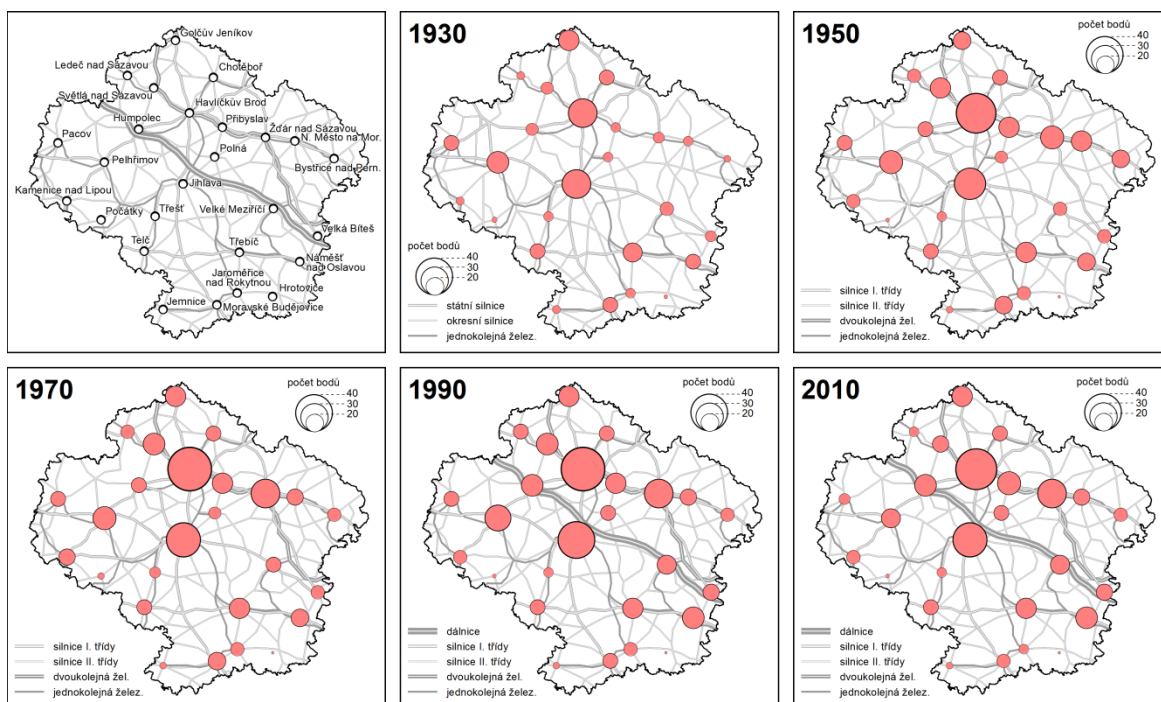 Golčův Jeníkov
Ledeč nad Sázavou
Chotěboř
Světlá nad Sázavou
Havlíčkův Brod
Humpolec
Přibyslav
Žďár nad Sázavou
N. Město na Mor.
Pacov
Polná
Pelhřimov
Bystřice nad Pern.
Jihlava
Kamenice nad Lipou
Počátky
Třešť
Velké Meziříčí
Velká Bíteš
Telč
Třebíč
Náměšť
nad Oslavou
Jaroměřice
nad Rokytnou
Hrotovice
Jemnice
Moravské Budějovice
1930
počet bodů
40
30
20
státní silnice
okresní silnice
jednokolejná želez.
1950
počet bodů
40
30
20
silnice I. třídy
silnice II. třídy
dvoukolejná žel.
jednokolejná želez.
1970
počet bodů
40
30
20
silnice I. třídy
silnice II. třídy
dvoukolejná žel.
jednokolejná želez.
1990
počet bodů
40
30
20
dálnice
silnice I. třídy
silnice II. třídy
dvoukolejná žel.
jednokolejná želez.
2010
počet bodů
40
30
20
dálnice
silnice I. třídy
silnice II. třídy
dvoukolejná žel.
jednokolejná želez.